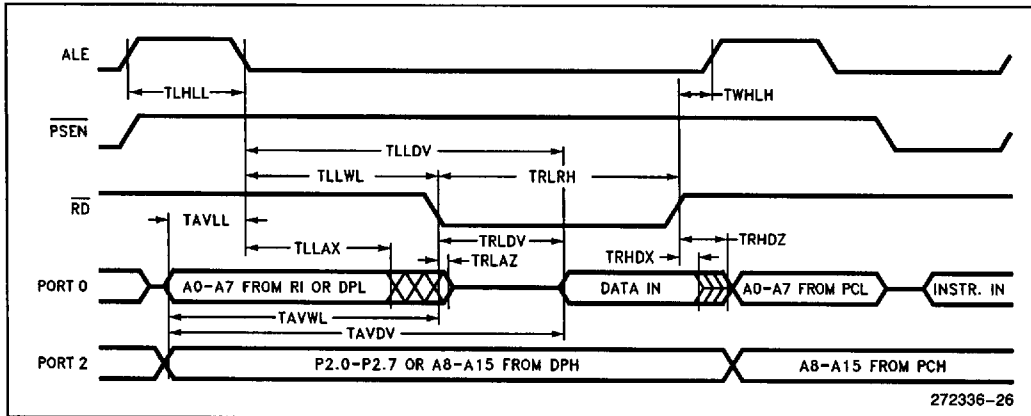 ALE
TLHLL
TWHLH
PSEN
TLLDV
TLLWL
TRLRH
RD
TAVLL
TLLAX
TRLDV
TRLAZ
TRHDX
TRHDZ
PORT 0
A0-A7 FROM RI OR DPL
DATA IN
A0-A7 FROM PCL
INSTR. IN
TAVWL
TAVDV
PORT 2
P2.0-P2.7 OR A8-A15 FROM DPH
A8-A15 FROM PCH
272336-26